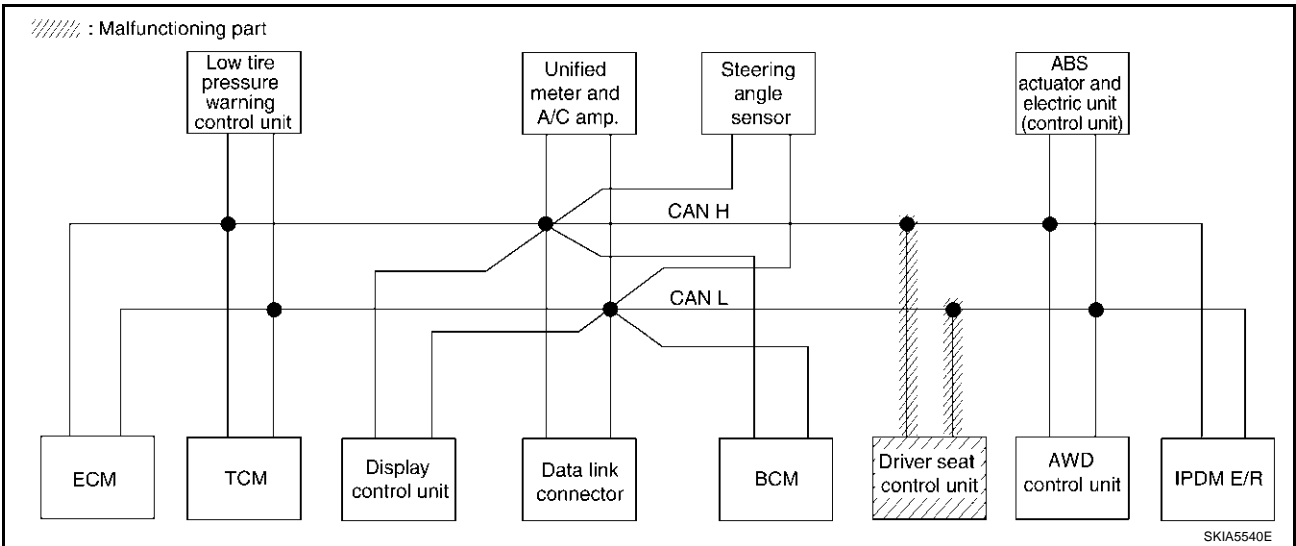 : Malfunctioning part
Low tire
pressure
warning
control unit
Unified
meter and
A/C amp.
Steering
angle
sensor
ABS
actuator and
electric unit
(control unit)
CAN H
CAN L
ECM
TCM
Display
control unit
Data link
connector
BCM
Driver seat
control unit
AWD
control unit
IPDM E/R
SKIA5540E